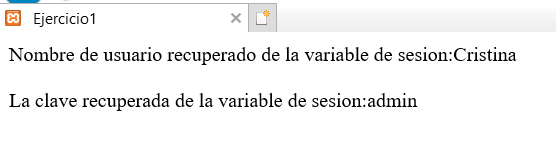 Ejercicio1
Nombre de usuario recuperado de la variable de sesion:Cristina
La clave recuperada de la variable de sesion:admin